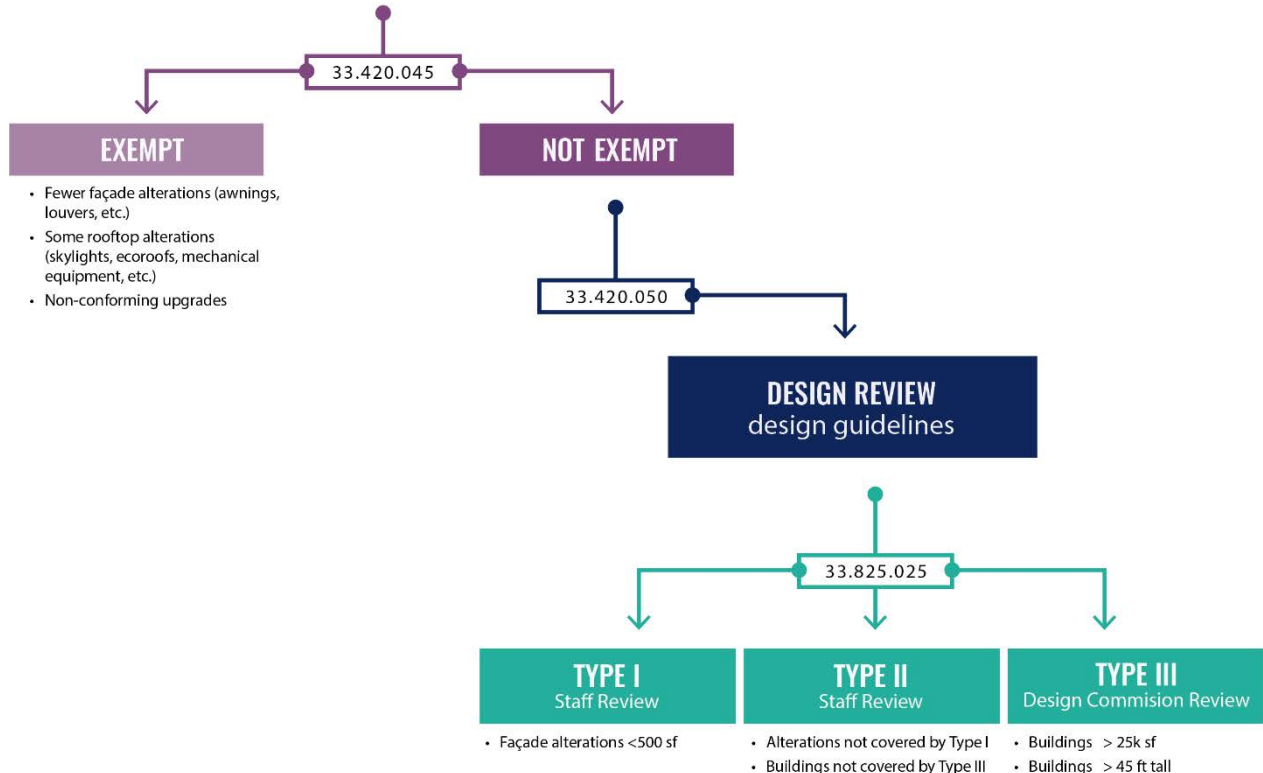 33.420.045
EXEMPT
NOT EXEMPT
• Fewer façade alterations (awnings,
louvers, etc.)
• Some rooftop alterations
(skylights, ecoroofs, mechanical
equipment, etc.)
• Non-conforming upgrades
33.420.050
DESIGN REVIEW
design guidelines
33.825.025
TYPE I
Staff Review
• Façade alterations <500 sf
TYPE II
Staff Review
• Alterations not covered by Type I
• Buildings not covered by Type III
TYPE III
Design Commision Review
• Buildings > 25k sf
• Buildings > 45 ft tall